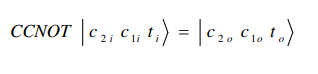 CCNOT |c₂ᵢ c₁ᵢ tᵢ⟩ = |c₂ₒ c₁ₒ tₒ⟩